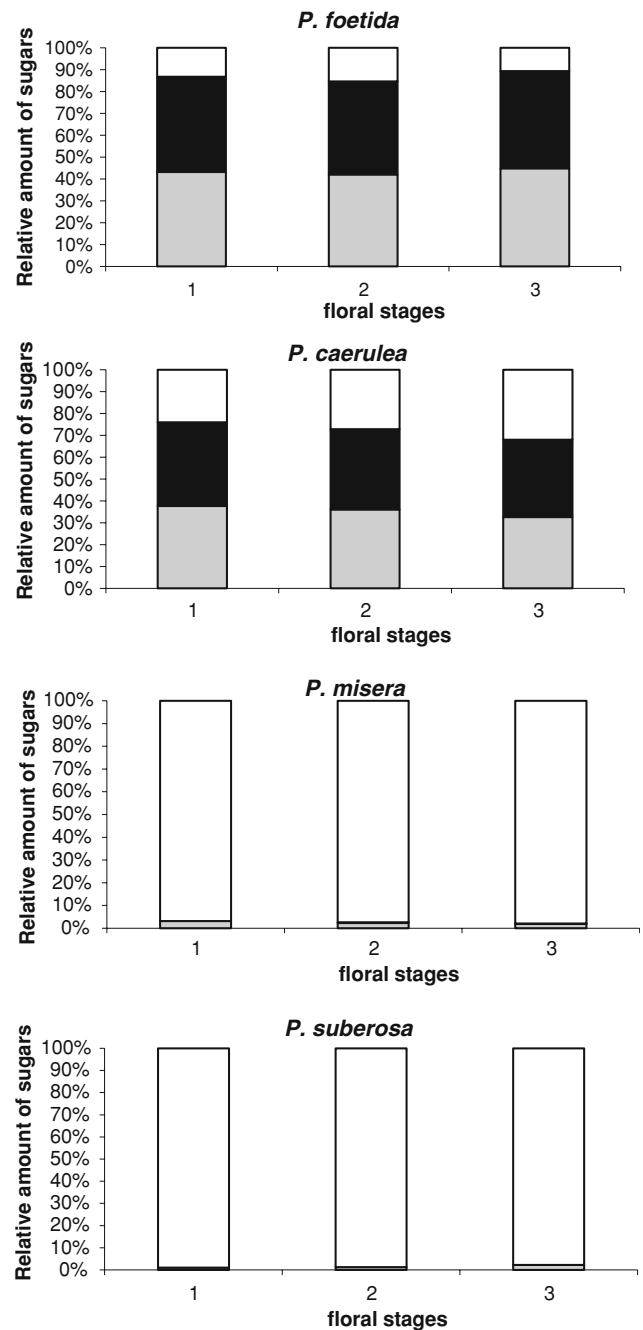 P. foetida
Relative amount of sugars
100%
90%
80%
70%
60%
50%
40%
30%
20%
10%
0%
1 2 3
floral stages
P. caerulea
Relative amount of sugars
100%
90%
80%
70%
60%
50%
40%
30%
20%
10%
0%
1 2 3
floral stages
P. misera
Relative amount of sugars
100%
90%
80%
70%
60%
50%
40%
30%
20%
10%
0%
1 2 3
floral stages
P. suberosa
Relative amount of sugars
100%
90%
80%
70%
60%
50%
40%
30%
20%
10%
0%
1 2 3
floral stages